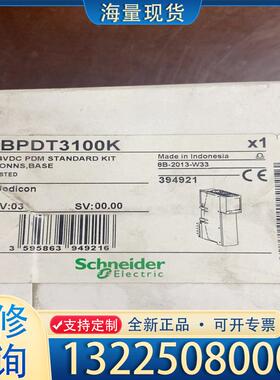 海量现货
BPDT3100K
x1
VDC PDM STANDARD KIT
ONNS,BASE
Made in Indonesia
8B-2013-W33
STED
394921
odicon
V:03
SV:00.00
3 595863 949216
Schneider
Electric
支持定制 | 全新正品 | 可开发票
修
询
1322508000